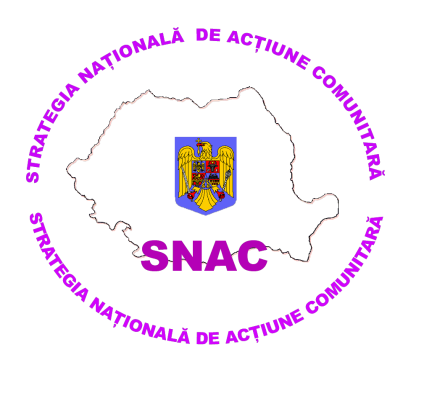 STRATEGIA NAȚIONALĂ DE ACȚIUNE COMUNITARĂ
SNAC
STRATEGIA NAȚIONALĂ DE ACȚIUNE COMUNITARĂ